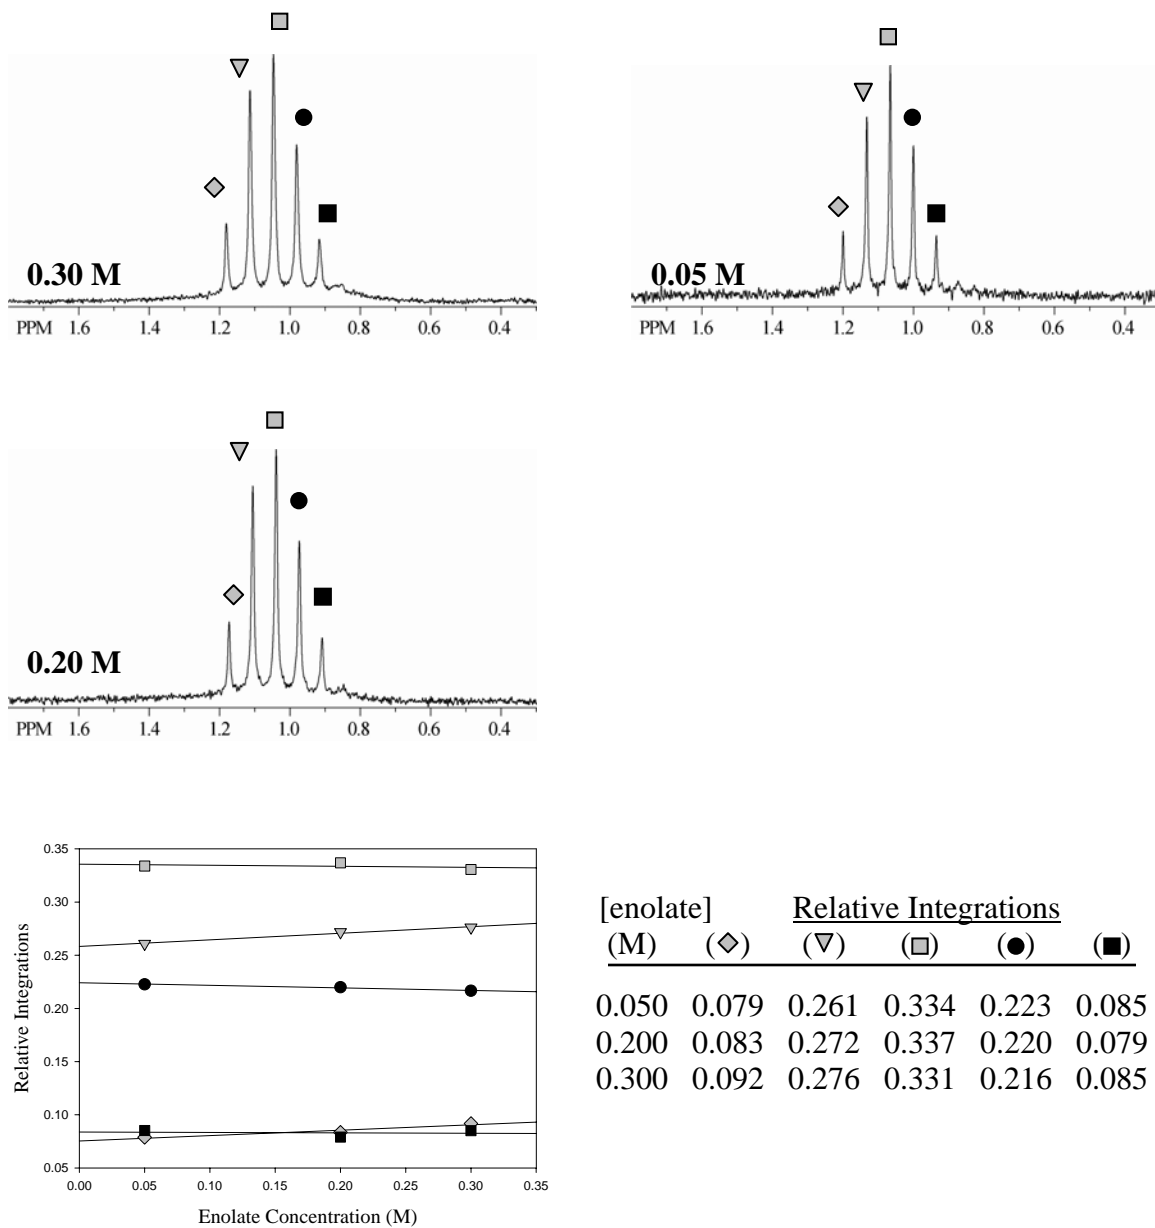 0.30 M
PPM 1.6 1.4 1.2 1.0 0.8 0.6 0.4
0.05 M
PPM 1.6 1.4 1.2 1.0 0.8 0.6 0.4
0.20 M
PPM 1.6 1.4 1.2 1.0 0.8 0.6 0.4
Relative Integrations
0.35
0.30
0.25
0.20
0.15
0.10
0.05
0.00 0.05 0.10 0.15 0.20 0.25 0.30 0.35
Enolate Concentration (M)
[enolate] Relative Integrations
(M) (◈) (▽) (□) (●) (■)
0.050 0.079 0.261 0.334 0.223 0.085
0.200 0.083 0.272 0.337 0.220 0.079
0.300 0.092 0.276 0.331 0.216 0.085